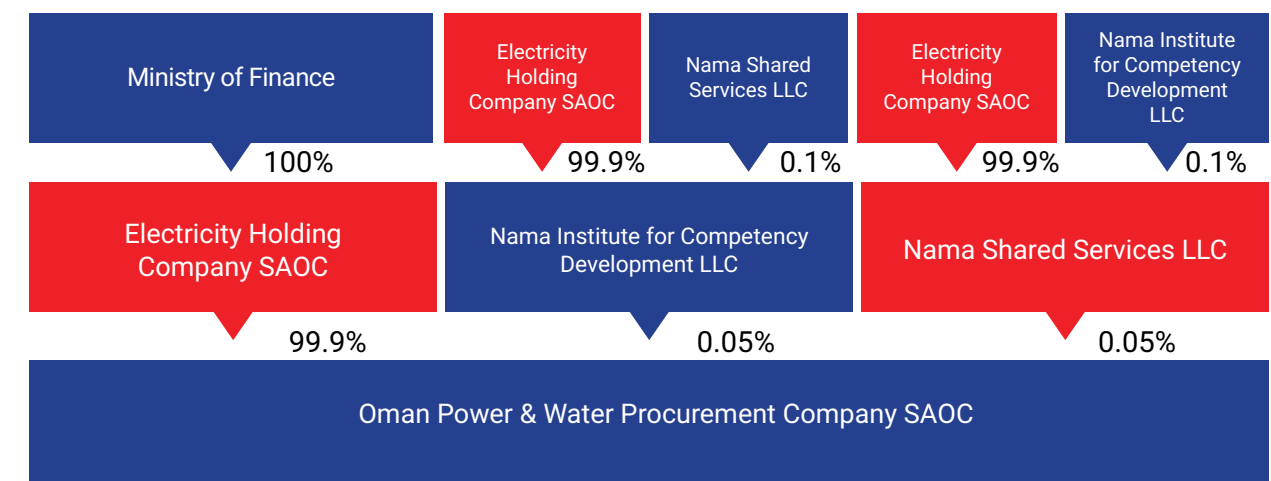 Ministry of Finance
Electricity
Holding
Company SAOC
Nama Shared
Services LLC
Electricity
Holding
Company SAOC
Nama Institute
for Competency
Development
LLC
100%
99.9%
0.1%
99.9%
0.1%
Electricity Holding
Company SAOC
Nama Institute for Competency
Development LLC
Nama Shared Services LLC
99.9%
0.05%
0.05%
Oman Power & Water Procurement Company SAOC